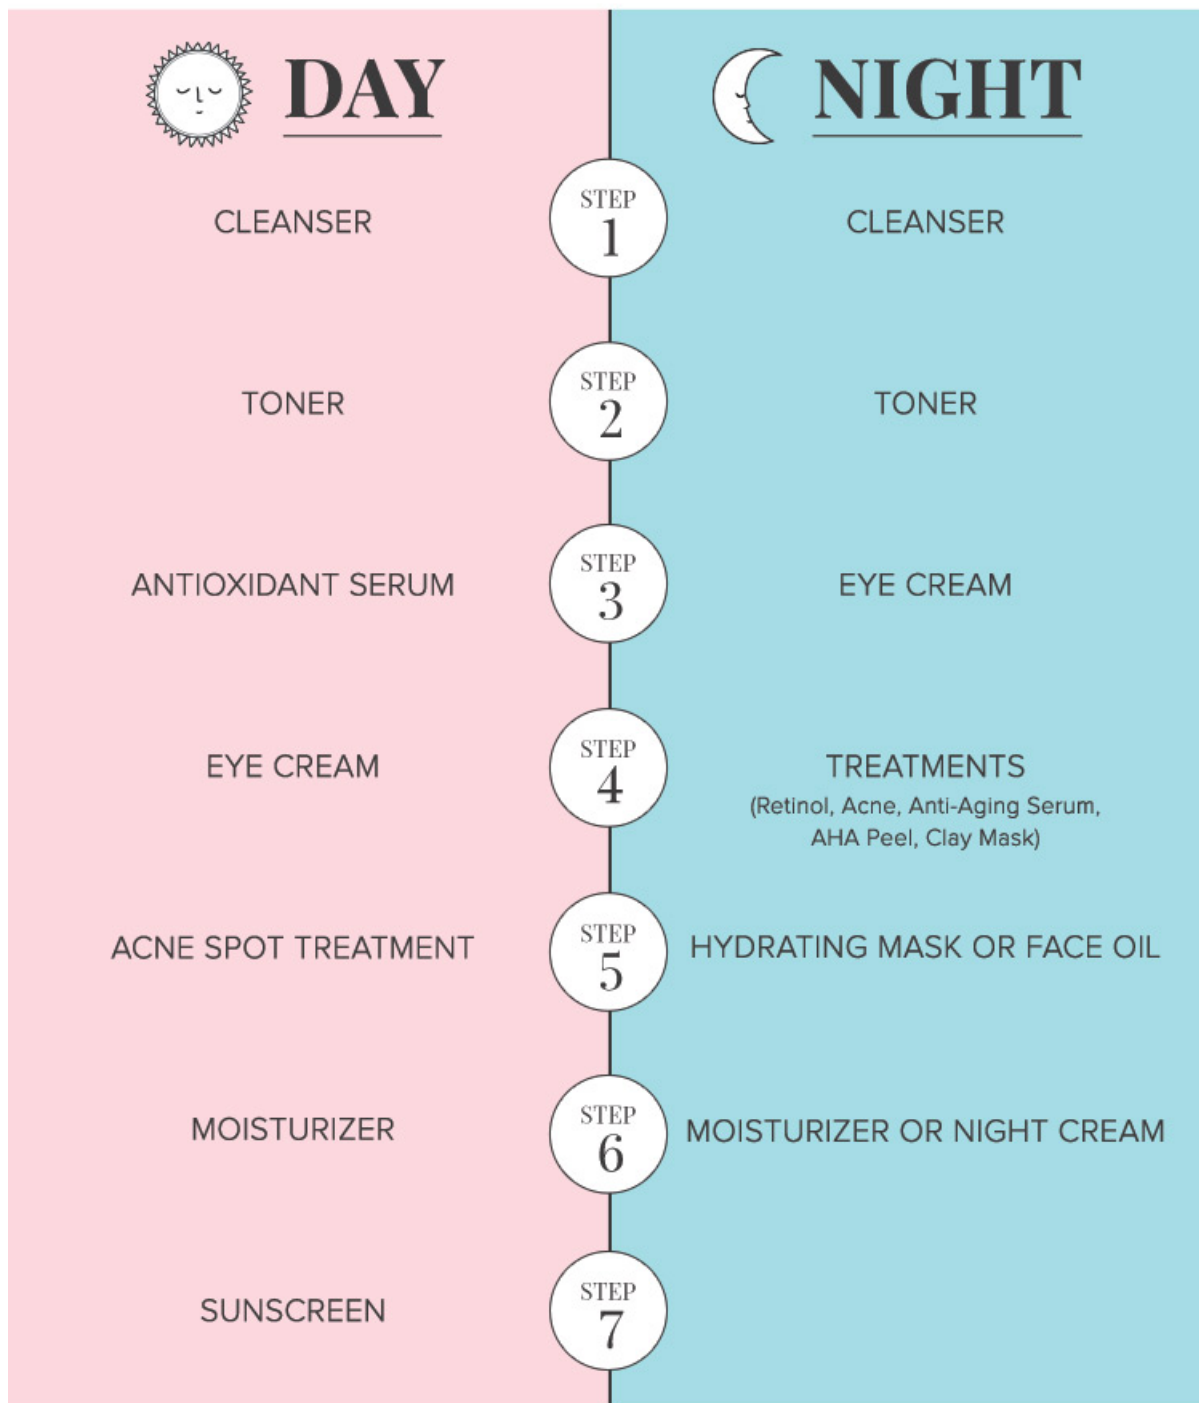 DAY
NIGHT
CLEANSER
STEP
1
CLEANSER
TONER
STEP
2
TONER
ANTIOXIDANT SERUM
STEP
3
EYE CREAM
EYE CREAM
STEP
4
TREATMENTS
(Retinol, Acne, Anti-Aging Serum,
AHA Peel, Clay Mask)
ACNE SPOT TREATMENT
STEP
5
HYDRATING MASK OR FACE OIL
MOISTURIZER
STEP
6
MOISTURIZER OR NIGHT CREAM
SUNSCREEN
STEP
7